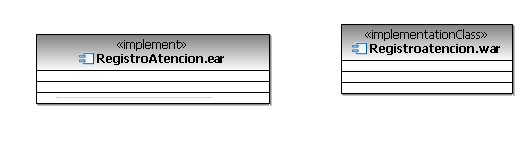 «implement»
RegistroAtencion.ear
«implementationClass»
Registroatencion.war